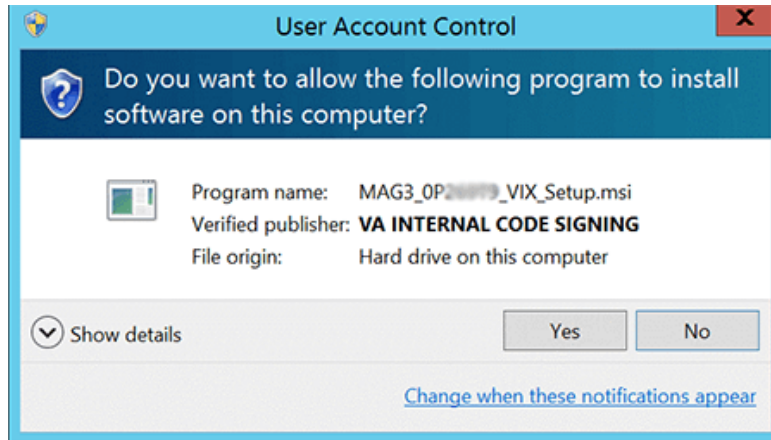 User Account Control
Do you want to allow the following program to install
software on this computer?
Program name: MAG3_0P _VIX_Setup.msi
Verified publisher: VA INTERNAL CODE SIGNING
File origin: Hard drive on this computer
Show details
Yes
No
Change when these notifications appear